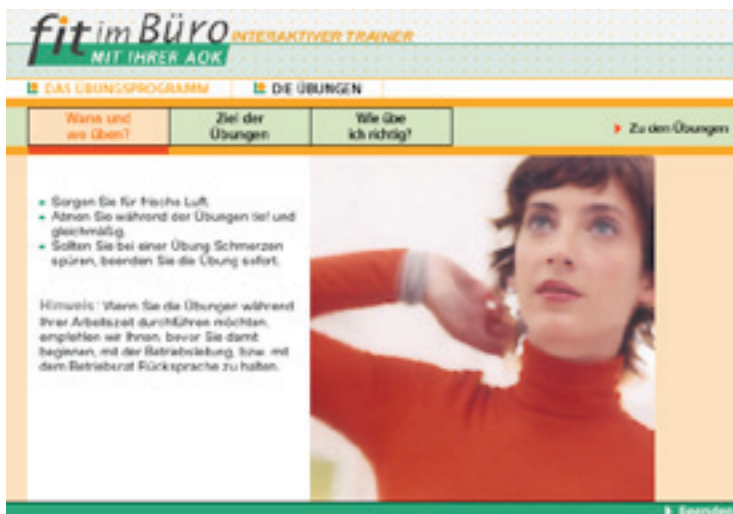 fit im Büro INTERAKTIVER TRAINER
MIT IHRER AOK
DAS ÜBUNGSPROGRAMM DIE ÜBUNGEN
Wann und
wo üben?
Ziel der
Übungen
Wie übe
ich richtig?
Zu den Übungen
Sorgen Sie für frische Luft.
Atmen Sie während der Übungen tief und
gleichmäßig.
Sollten Sie bei einer Übung Schmerzen
spüren, beenden Sie die Übung sofort.
Hinweis: Wenn Sie die Übungen während
Ihrer Arbeitszeit durchführen möchten,
empfehlen wir Ihnen, bevor Sie damit
beginnen, mit der Betriebsleitung, bzw. mit
dem Betriebsrat Rücksprache zu halten.
Beenden